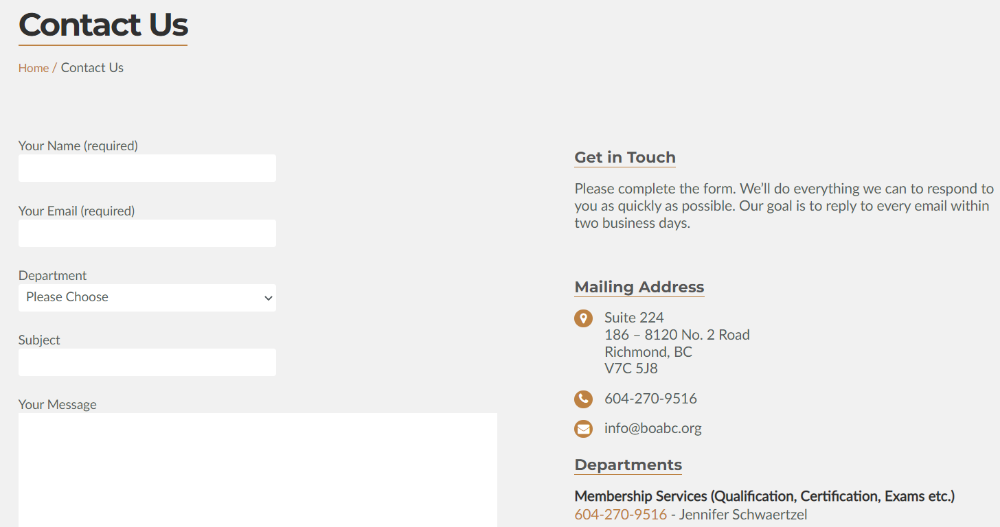 Contact Us
Home / Contact Us
Your Name (required)
Your Email (required)
Department
Please Choose
Subject
Your Message
Get in Touch
Please complete the form. We’ll do everything we can to respond to
you as quickly as possible. Our goal is to reply to every email within
two business days.
Mailing Address
Suite 224
186 – 8120 No. 2 Road
Richmond, BC
V7C 5J8
604-270-9516
info@boabc.org
Departments
Membership Services (Qualification, Certification, Exams etc.)
604-270-9516 - Jennifer Schwaertzel